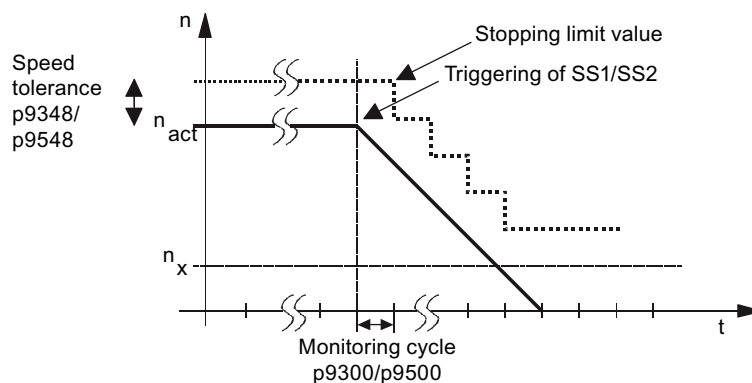 n
Stopping limit value
Speed
tolerance
p9348/
p9548
Triggering of SS1/SS2
n act
n x
t
Monitoring cycle
p9300/p9500